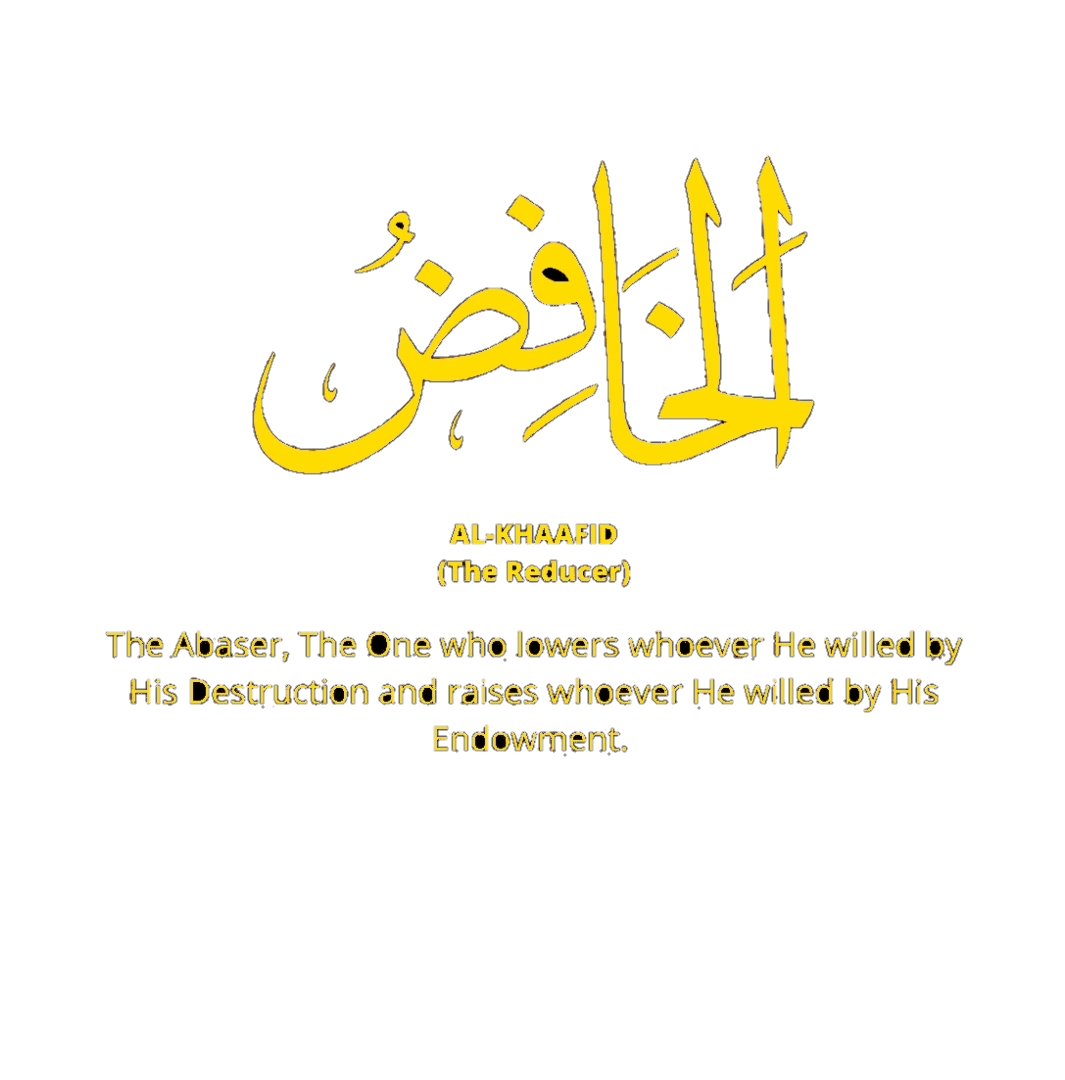 اَلْخَافِضُ
AL-KHAAFID
(The Reducer)
The Abaser, The One who lowers whoever He willed by
His Destruction and raises whoever He willed by His
Endowment.